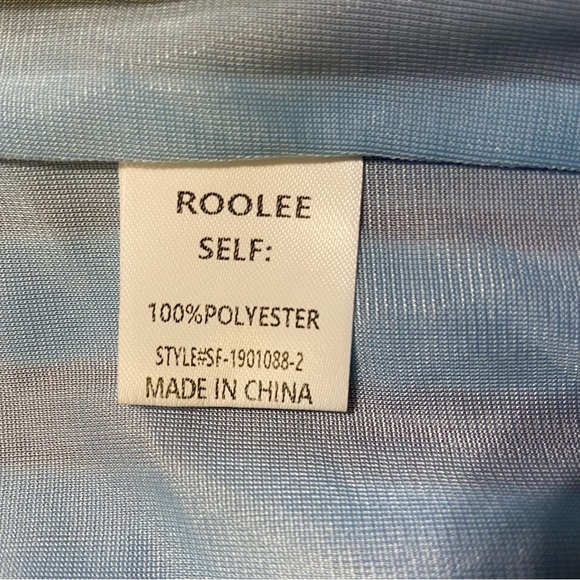 ROOLEE
SELF:
100%POLYESTER
STYLE#SF-1901088-2
MADE IN CHINA